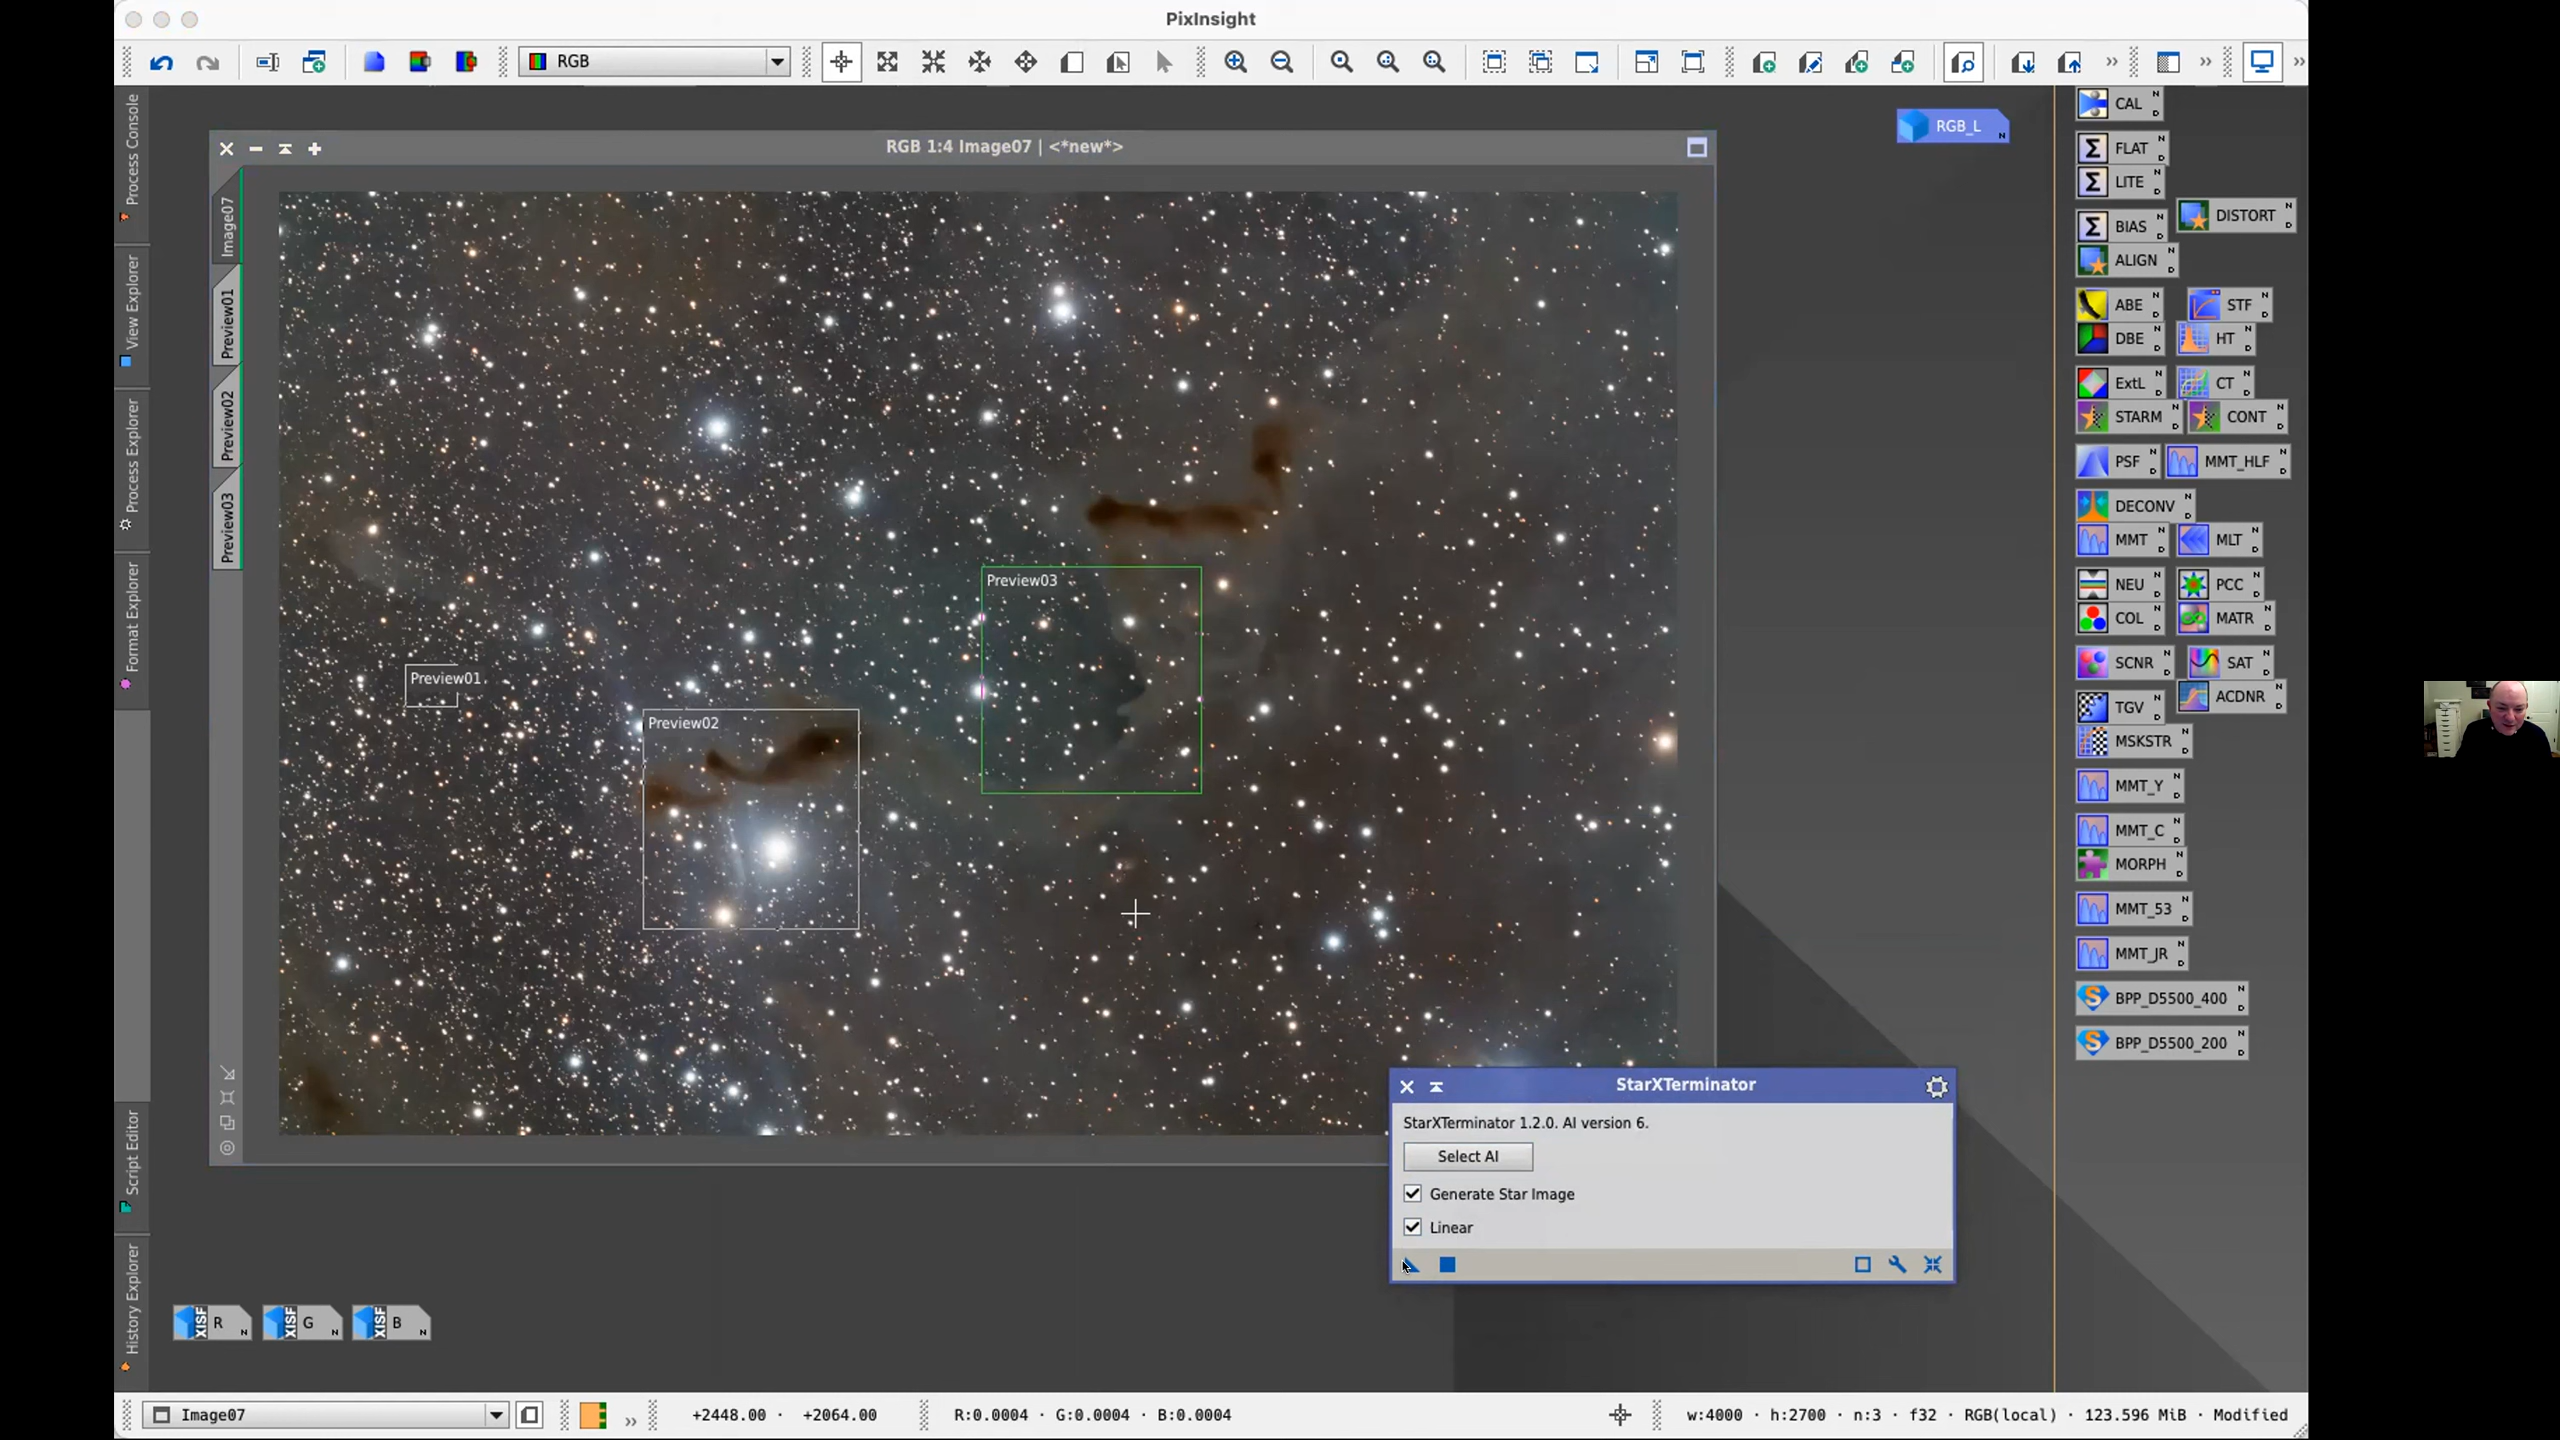 PixInsight
RGB
RGB 1:4 Image07 | <*new*>
RGB_L
Process Console
View Explorer
Process Explorer
Format Explorer
Script Editor
History Explorer
Image07
Preview01
Preview02
Preview03
Preview01
Preview02
Preview03
CAL
FLAT
LITE
DISTORT
BIAS
ALIGN
ABE
STF
DBE
HT
ExtL
CT
STARM
CONT
PSF
MMT_HLF
DECONV
MMT
MLT
NEU
PCC
COL
MATR
SCNR
SAT
ACDNR
TGV
MSKSTR
MMT_Y
MMT_C
MORPH
MMT_53
MMT_JR
BPP_D5500_400
BPP_D5500_200
StarXTerminator
StarXTerminator 1.2.0. AI version 6.
Select AI
Generate Star Image
Linear
XISF R
XISF G
XISF B
Image07
+2448.00 · +2064.00
R:0.0004 · G:0.0004 · B:0.0004
w:4000 · h:2700 · n:3 · f32 · RGB(local) · 123.596 MiB · Modified